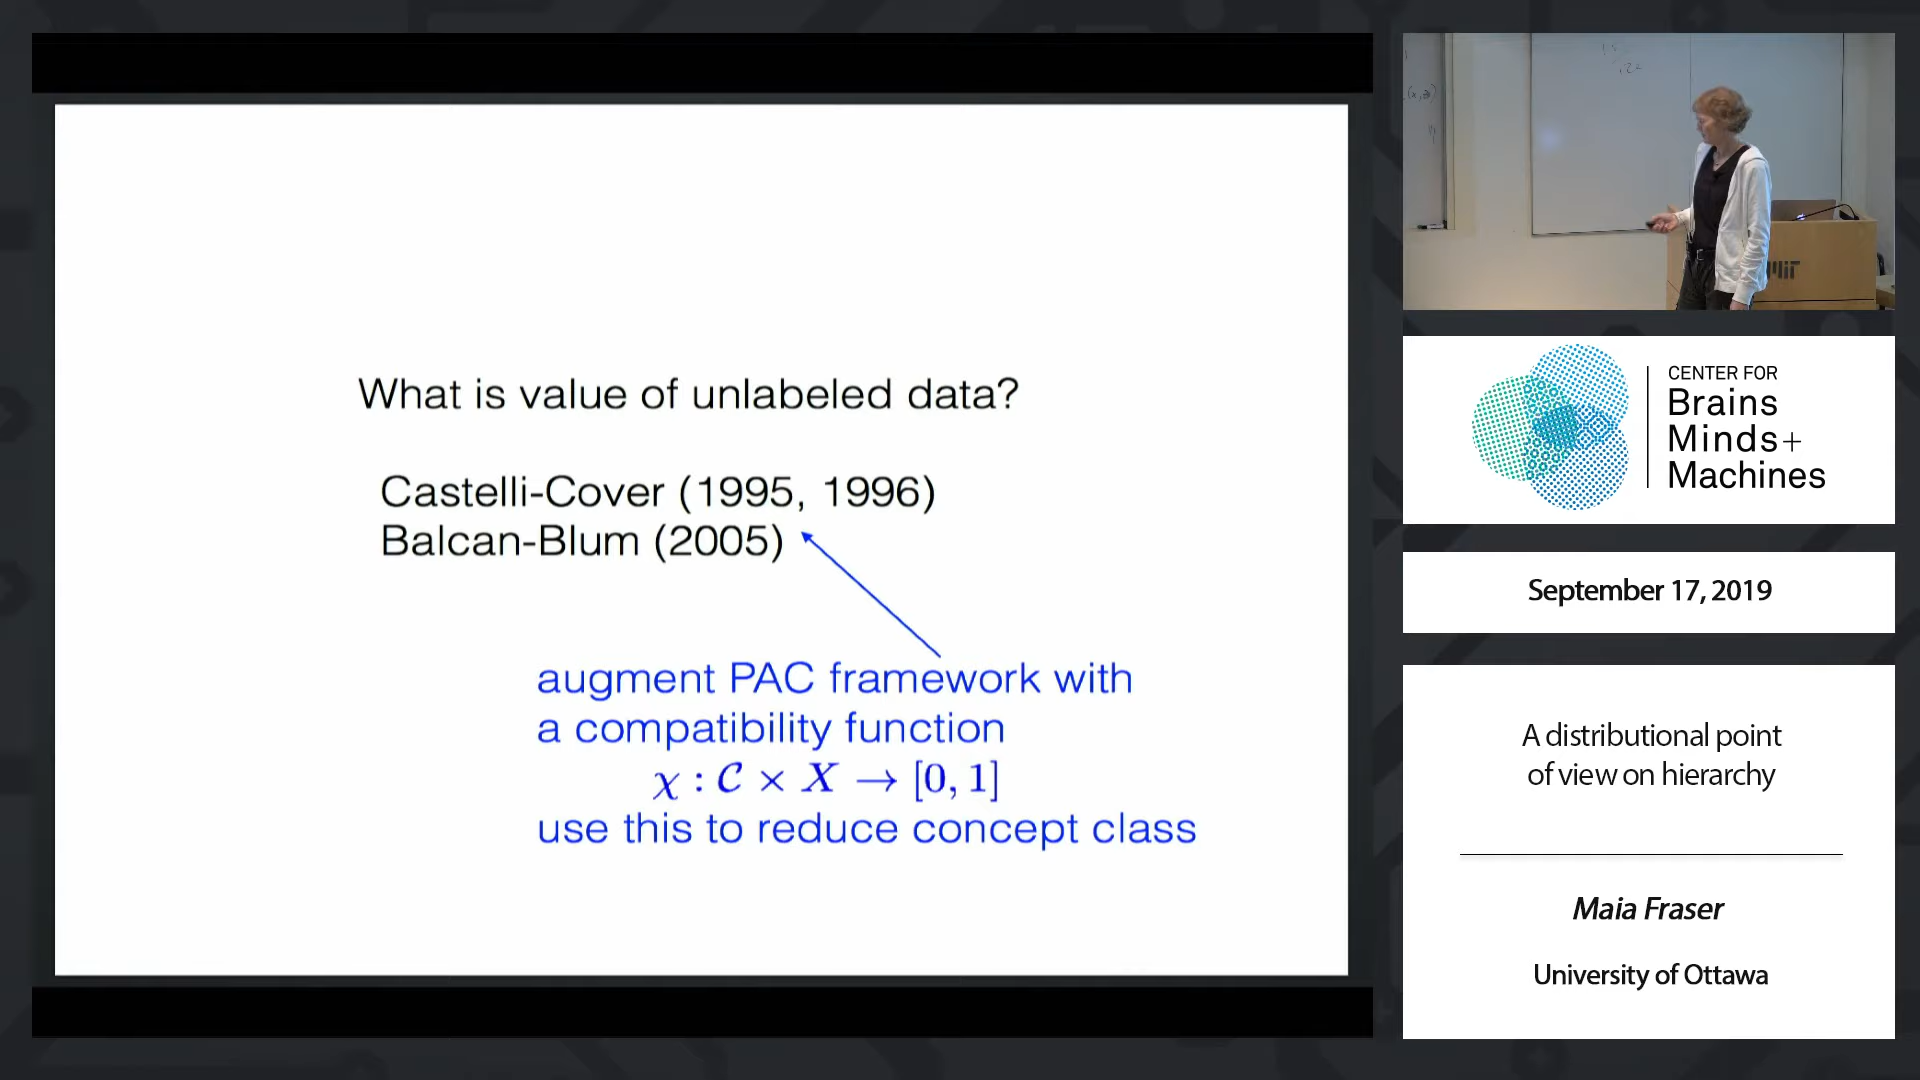 What is value of unlabeled data?
Castelli-Cover (1995, 1996)
Balcan-Blum (2005)
augment PAC framework with
a compatibility function
χ : 𝒞 × X → [0, 1]
use this to reduce concept class
(x,z)
MIT
CENTER FOR
Brains
Minds+
Machines
September 17, 2019
A distributional point
of view on hierarchy
Maia Fraser
University of Ottawa